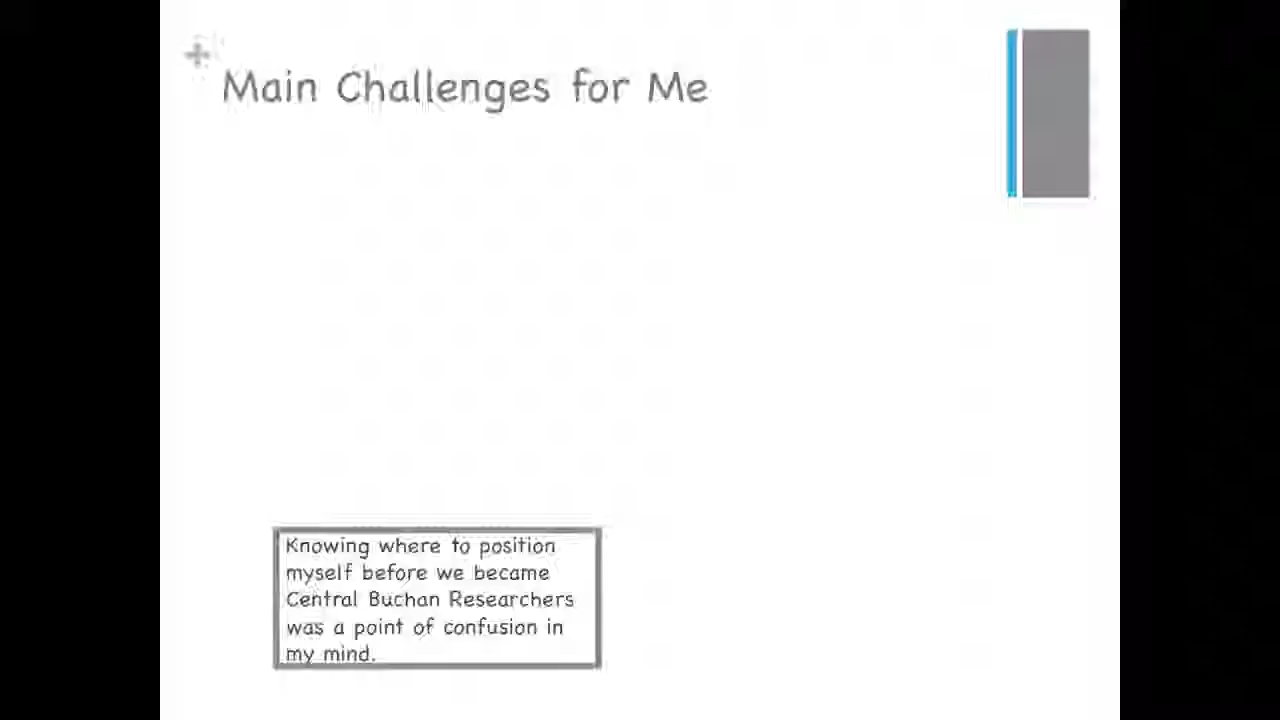 +
Main Challenges for Me
Knowing where to position
myself before we became
Central Buchan Researchers
was a point of confusion in
my mind.